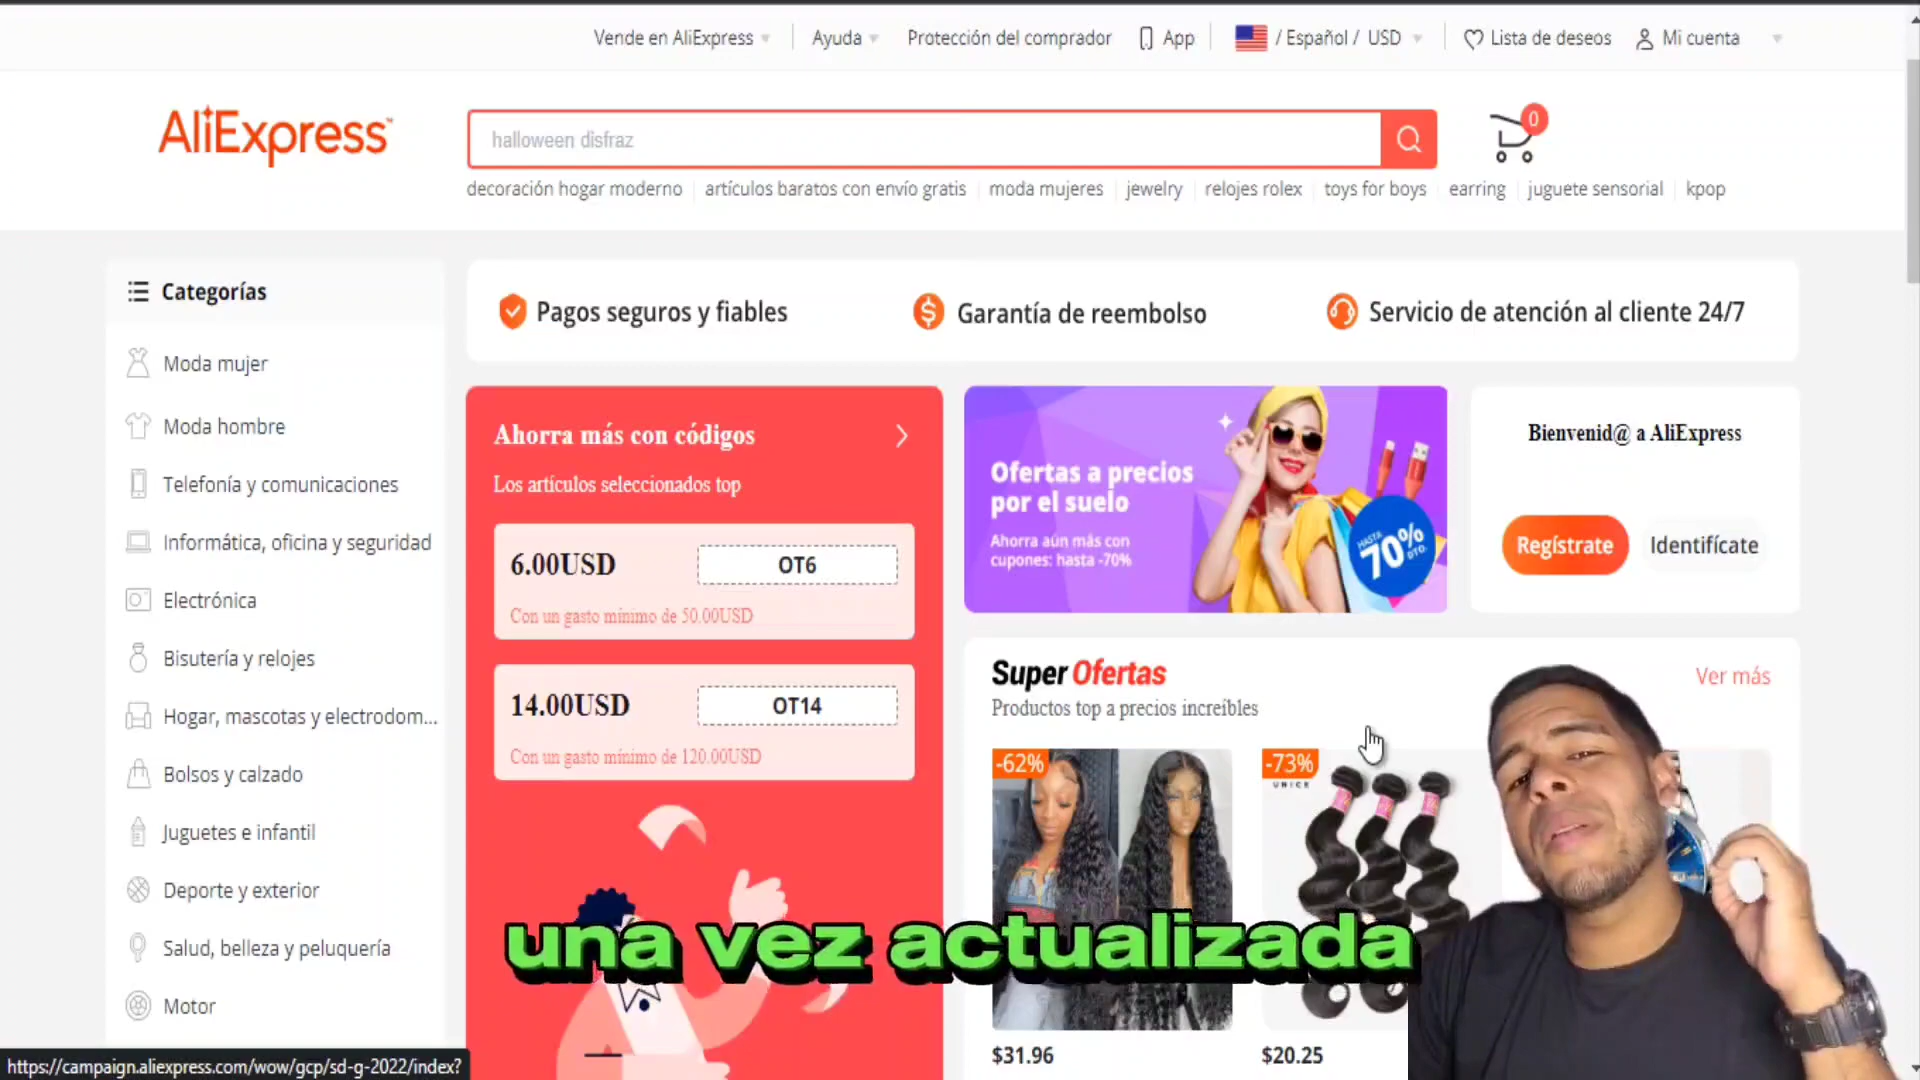 Vende en AliExpress
Ayuda
Protección del comprador
App
/ Español / USD
Lista de deseos
Mi cuenta
AliExpress™
halloween disfraz
0
decoración hogar moderno
artículos baratos con envío gratis
moda mujeres
jewelry
relojes rolex
toys for boys
earring
juguete sensorial
kpop
Categorías
Moda mujer
Moda hombre
Telefonía y comunicaciones
Informática, oficina y seguridad
Electrónica
Bisutería y relojes
Hogar, mascotas y electrodom...
Bolsos y calzado
Juguetes e infantil
Deporte y exterior
Salud, belleza y peluquería
Motor
Pagos seguros y fiables
Garantía de reembolso
Servicio de atención al cliente 24/7
Ahorra más con códigos
Los artículos seleccionados top
6.00USD
OT6
Con un gasto mínimo de 50.00USD
14.00USD
OT14
Con un gasto mínimo de 120.00USD
Ofertas a precios
por el suelo
Ahorra aún más con
cupones: hasta -70%
HASTA
70% DTO.
Bienvenid@ a AliExpress
Regístrate
Identifícate
Super Ofertas
Ver más
Productos top a precios increíbles
-62%
-73%
UNICE
$31.96
$20.25
una vez actualizada
https://campaign.aliexpress.com/wow/gcp/sd-g-2022/index?